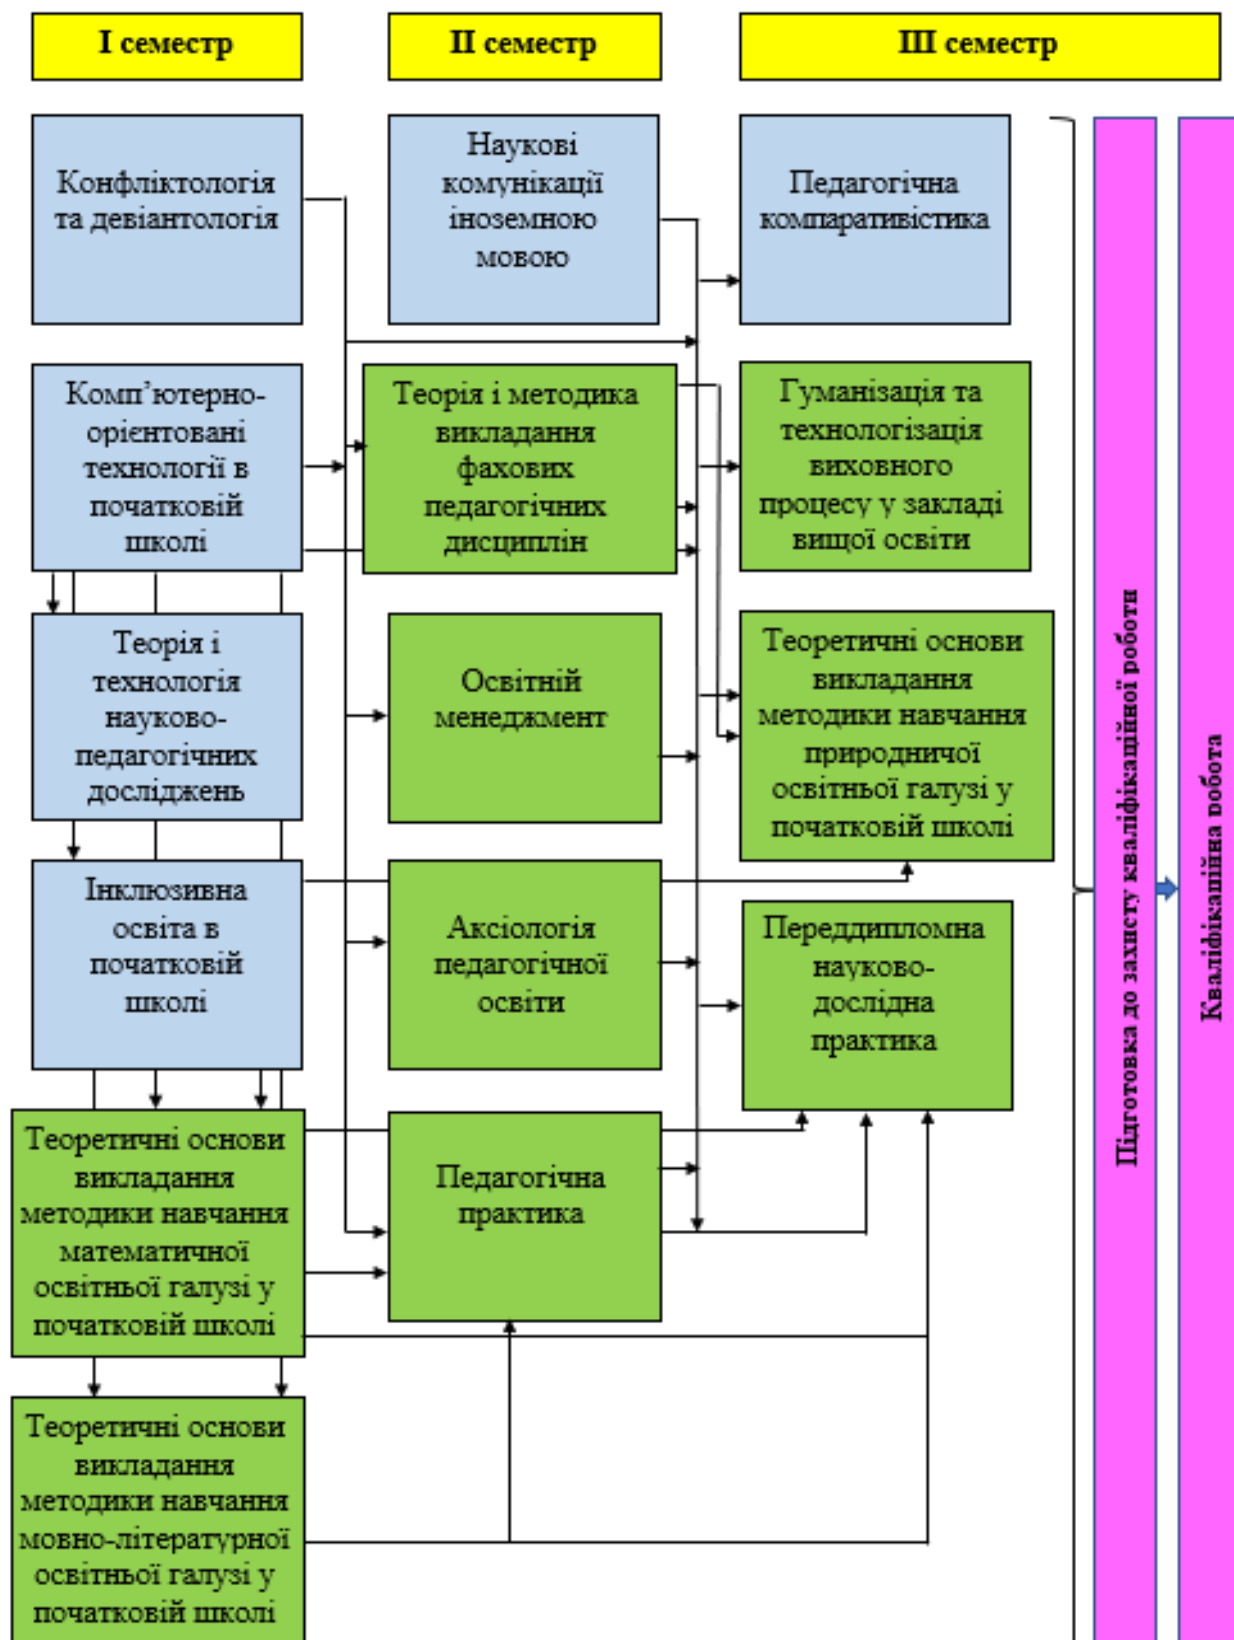 І семестр
ІІ семестр
ІІІ семестр
Конфліктологія
та девіантологія
Наукові
комунікації
іноземною
мовою
Педагогічна
компаративістика
Комп’ютерно-
орієнтовані
технології в
початковій
школі
Теорія і методика
викладання
фахових
педагогічних
дисциплін
Гуманізація та
технологізація
виховного
процесу у закладі
вищої освіти
Теорія і
технологія
науково-
педагогічних
досліджень
Освітній
менеджмент
Теоретичні основи
викладання
методики навчання
природничої
освітньої галузі у
початковій школі
Інклюзивна
освіта в
початковій
школі
Аксіологія
педагогічної
освіти
Переддипломна
науково-
дослідна
практика
Теоретичні основи
викладання
методики навчання
математичної
освітньої галузі у
початковій школі
Педагогічна
практика
Теоретичні основи
викладання
методики навчання
мовно-літературної
освітньої галузі у
початковій школі
Підготовка до захисту кваліфікаційної роботи
Кваліфікаційна робота